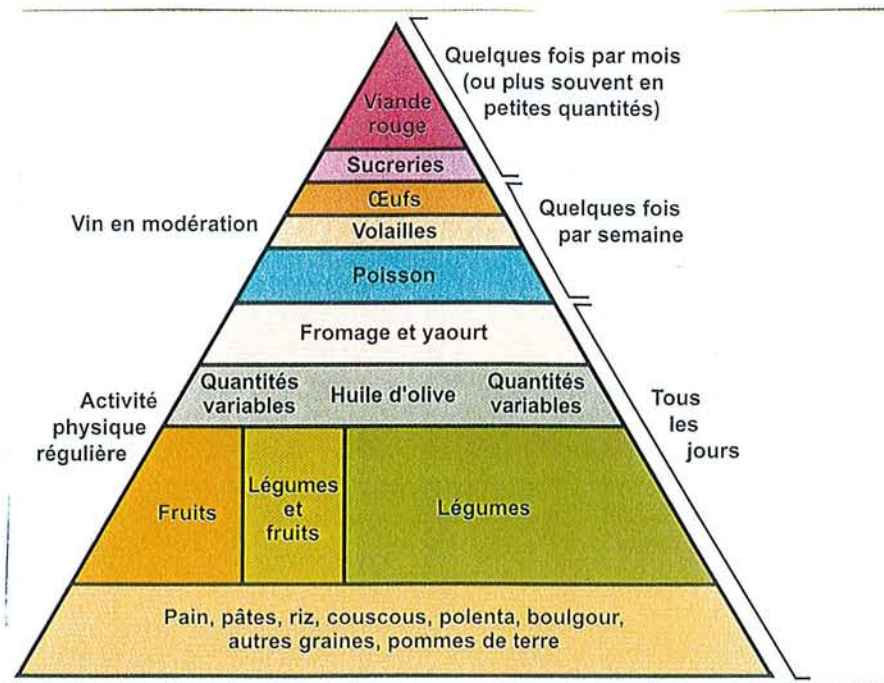 Quelques fois par mois
(ou plus souvent en
petites quantités)
Viande
rouge
Sucreries
Œufs
Vin en modération
Volailles
Quelques fois
par semaine
Poisson
Fromage et yaourt
Quantités
variables
Huile d'olive
Quantités
variables
Activité
physique
régulière
Tous
les
jours
Fruits
Légumes
et
fruits
Légumes
Pain, pâtes, riz, couscous, polenta, boulgour,
autres graines, pommes de terre